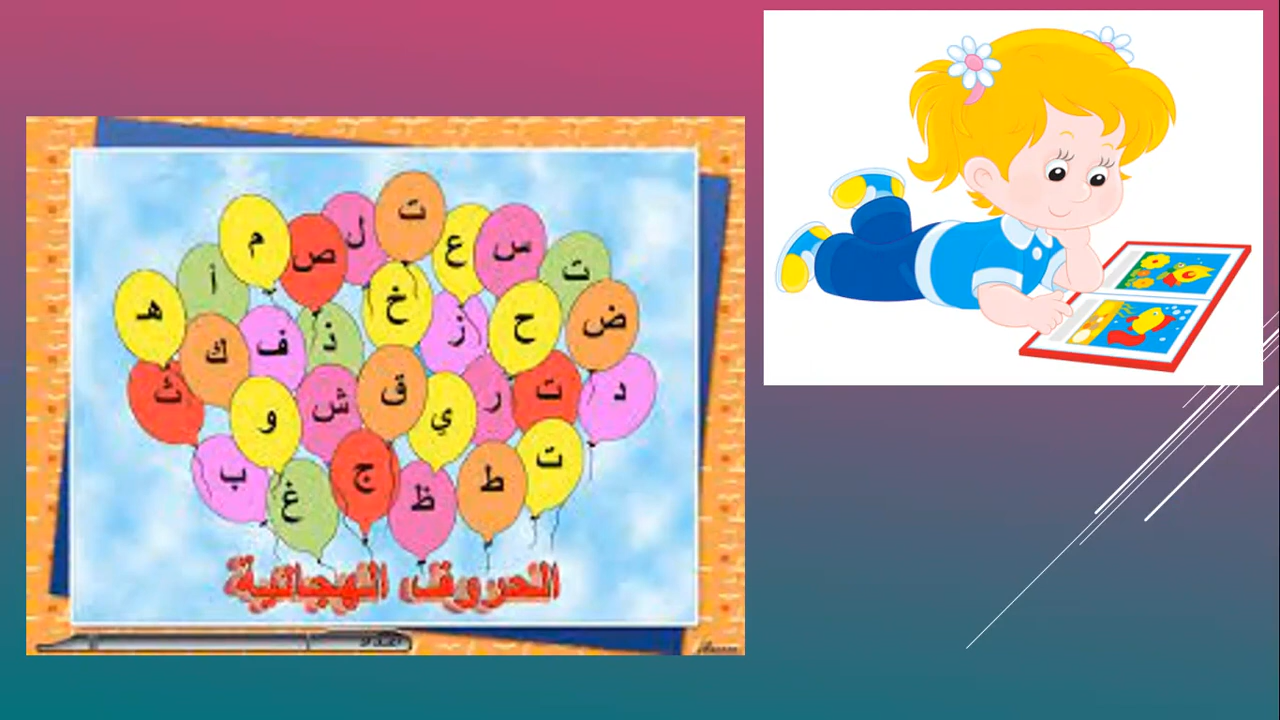 ت
س ع ل ص م
ت أ
ض ح ز خ ذ ف ك هـ
د ت ر ي ق ش و ث
ت ط ظ ج غ ب
الحروف الهجائية